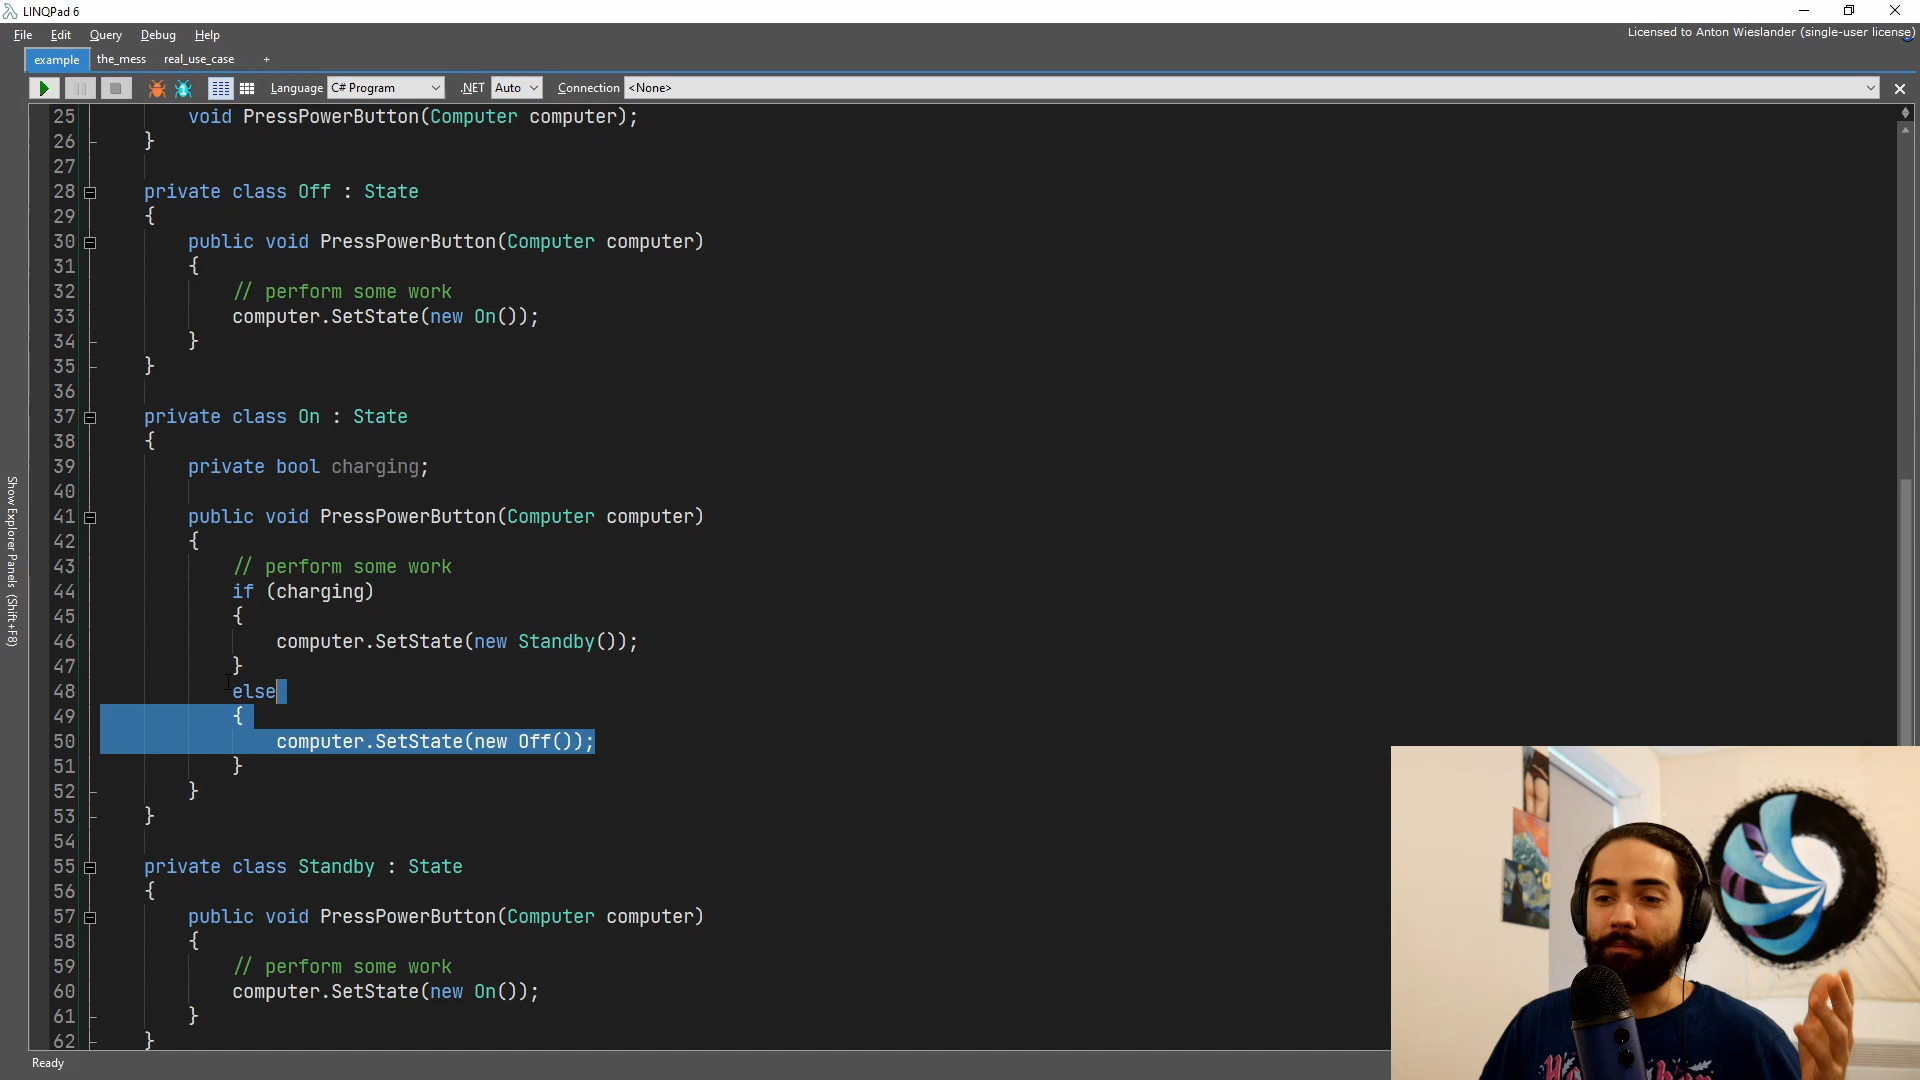 LINQPad 6
File Edit Query Debug Help
Licensed to Anton Wieslander (single-user license)
example the_mess real_use_case +
Language C# Program .NET Auto Connection <None>
Show Explorer Panels (Shift+F8)
25 void PressPowerButton(Computer computer);
26 }
27
28 private class Off : State
29 {
30 public void PressPowerButton(Computer computer)
31 {
32 // perform some work
33 computer.SetState(new On());
34 }
35 }
36
37 private class On : State
38 {
39 private bool charging;
40
41 public void PressPowerButton(Computer computer)
42 {
43 // perform some work
44 if (charging)
45 {
46 computer.SetState(new Standby());
47 }
48 else
49 {
50 computer.SetState(new Off());
51 }
52 }
53 }
54
55 private class Standby : State
56 {
57 public void PressPowerButton(Computer computer)
58 {
59 // perform some work
60 computer.SetState(new On());
61 }
62 }
Ready